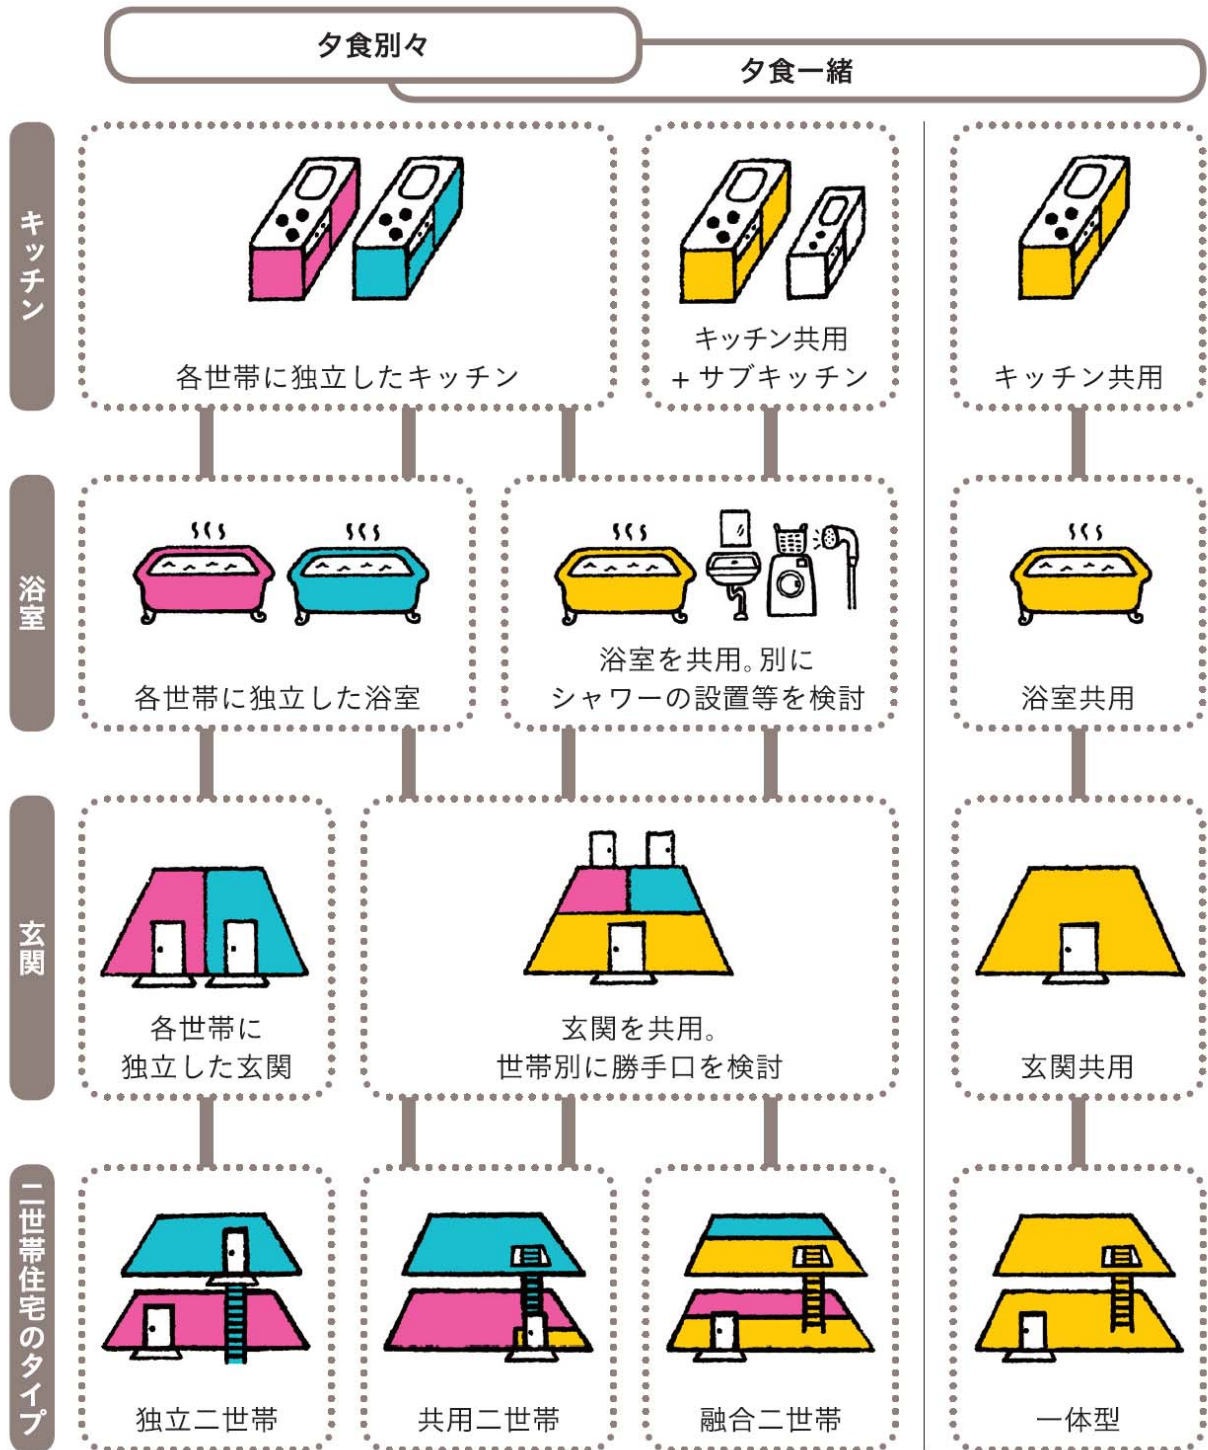 夕食別々
夕食一緒
キッチン
各世帯に独立したキッチン
キッチン共用
+ サブキッチン
キッチン共用
浴室
各世帯に独立した浴室
浴室を共用。別に
シャワーの設置等を検討
浴室共用
玄関
各世帯に
独立した玄関
玄関を共用。
世帯別に勝手口を検討
玄関共用
二世帯住宅のタイプ
独立二世帯
共用二世帯
融合二世帯
一体型